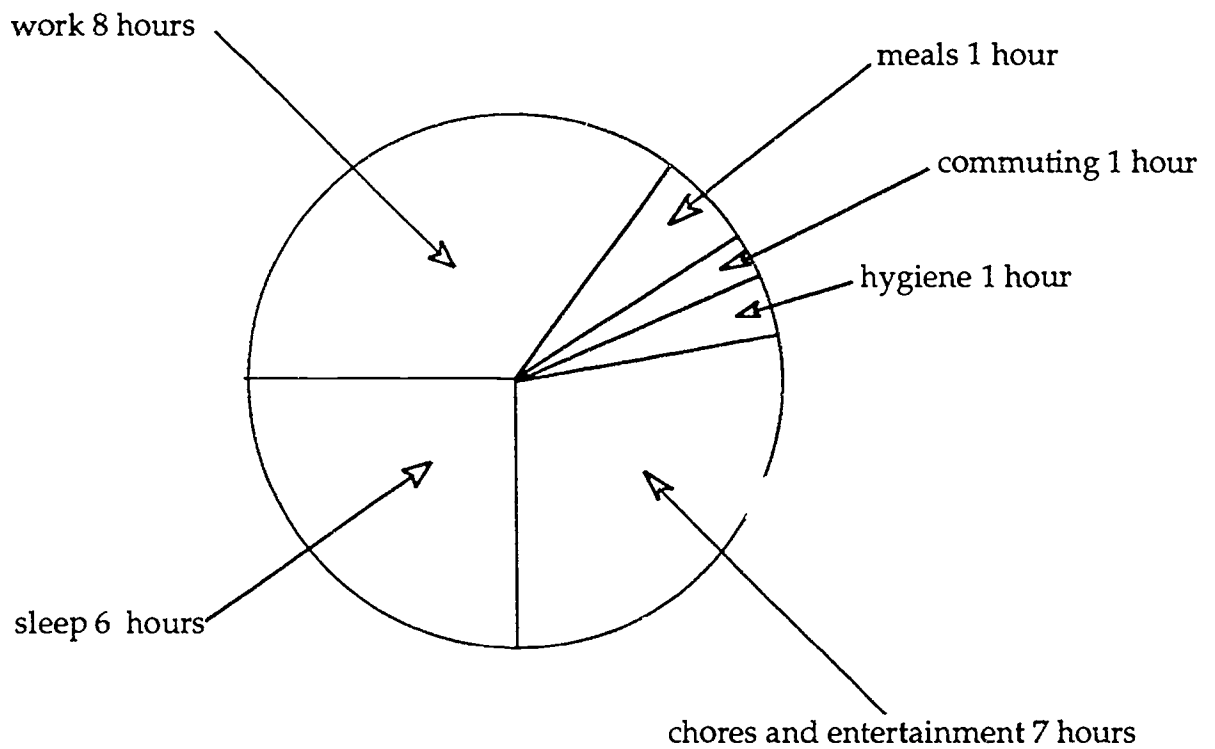 work 8 hours
meals 1 hour
commuting 1 hour
hygiene 1 hour
sleep 6 hours
chores and entertainment 7 hours